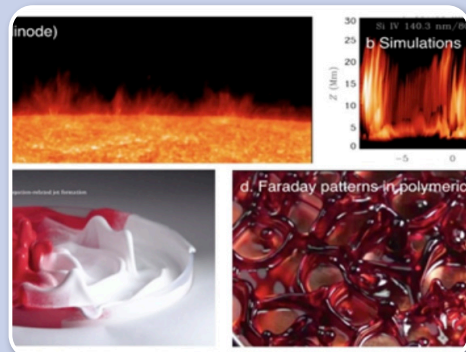 inode)
Si IV 140.3 nm/8
b Simulations
Z (Mm)
30
25
20
15
10
5
0
-5
0
d. Faraday patterns in polymeric